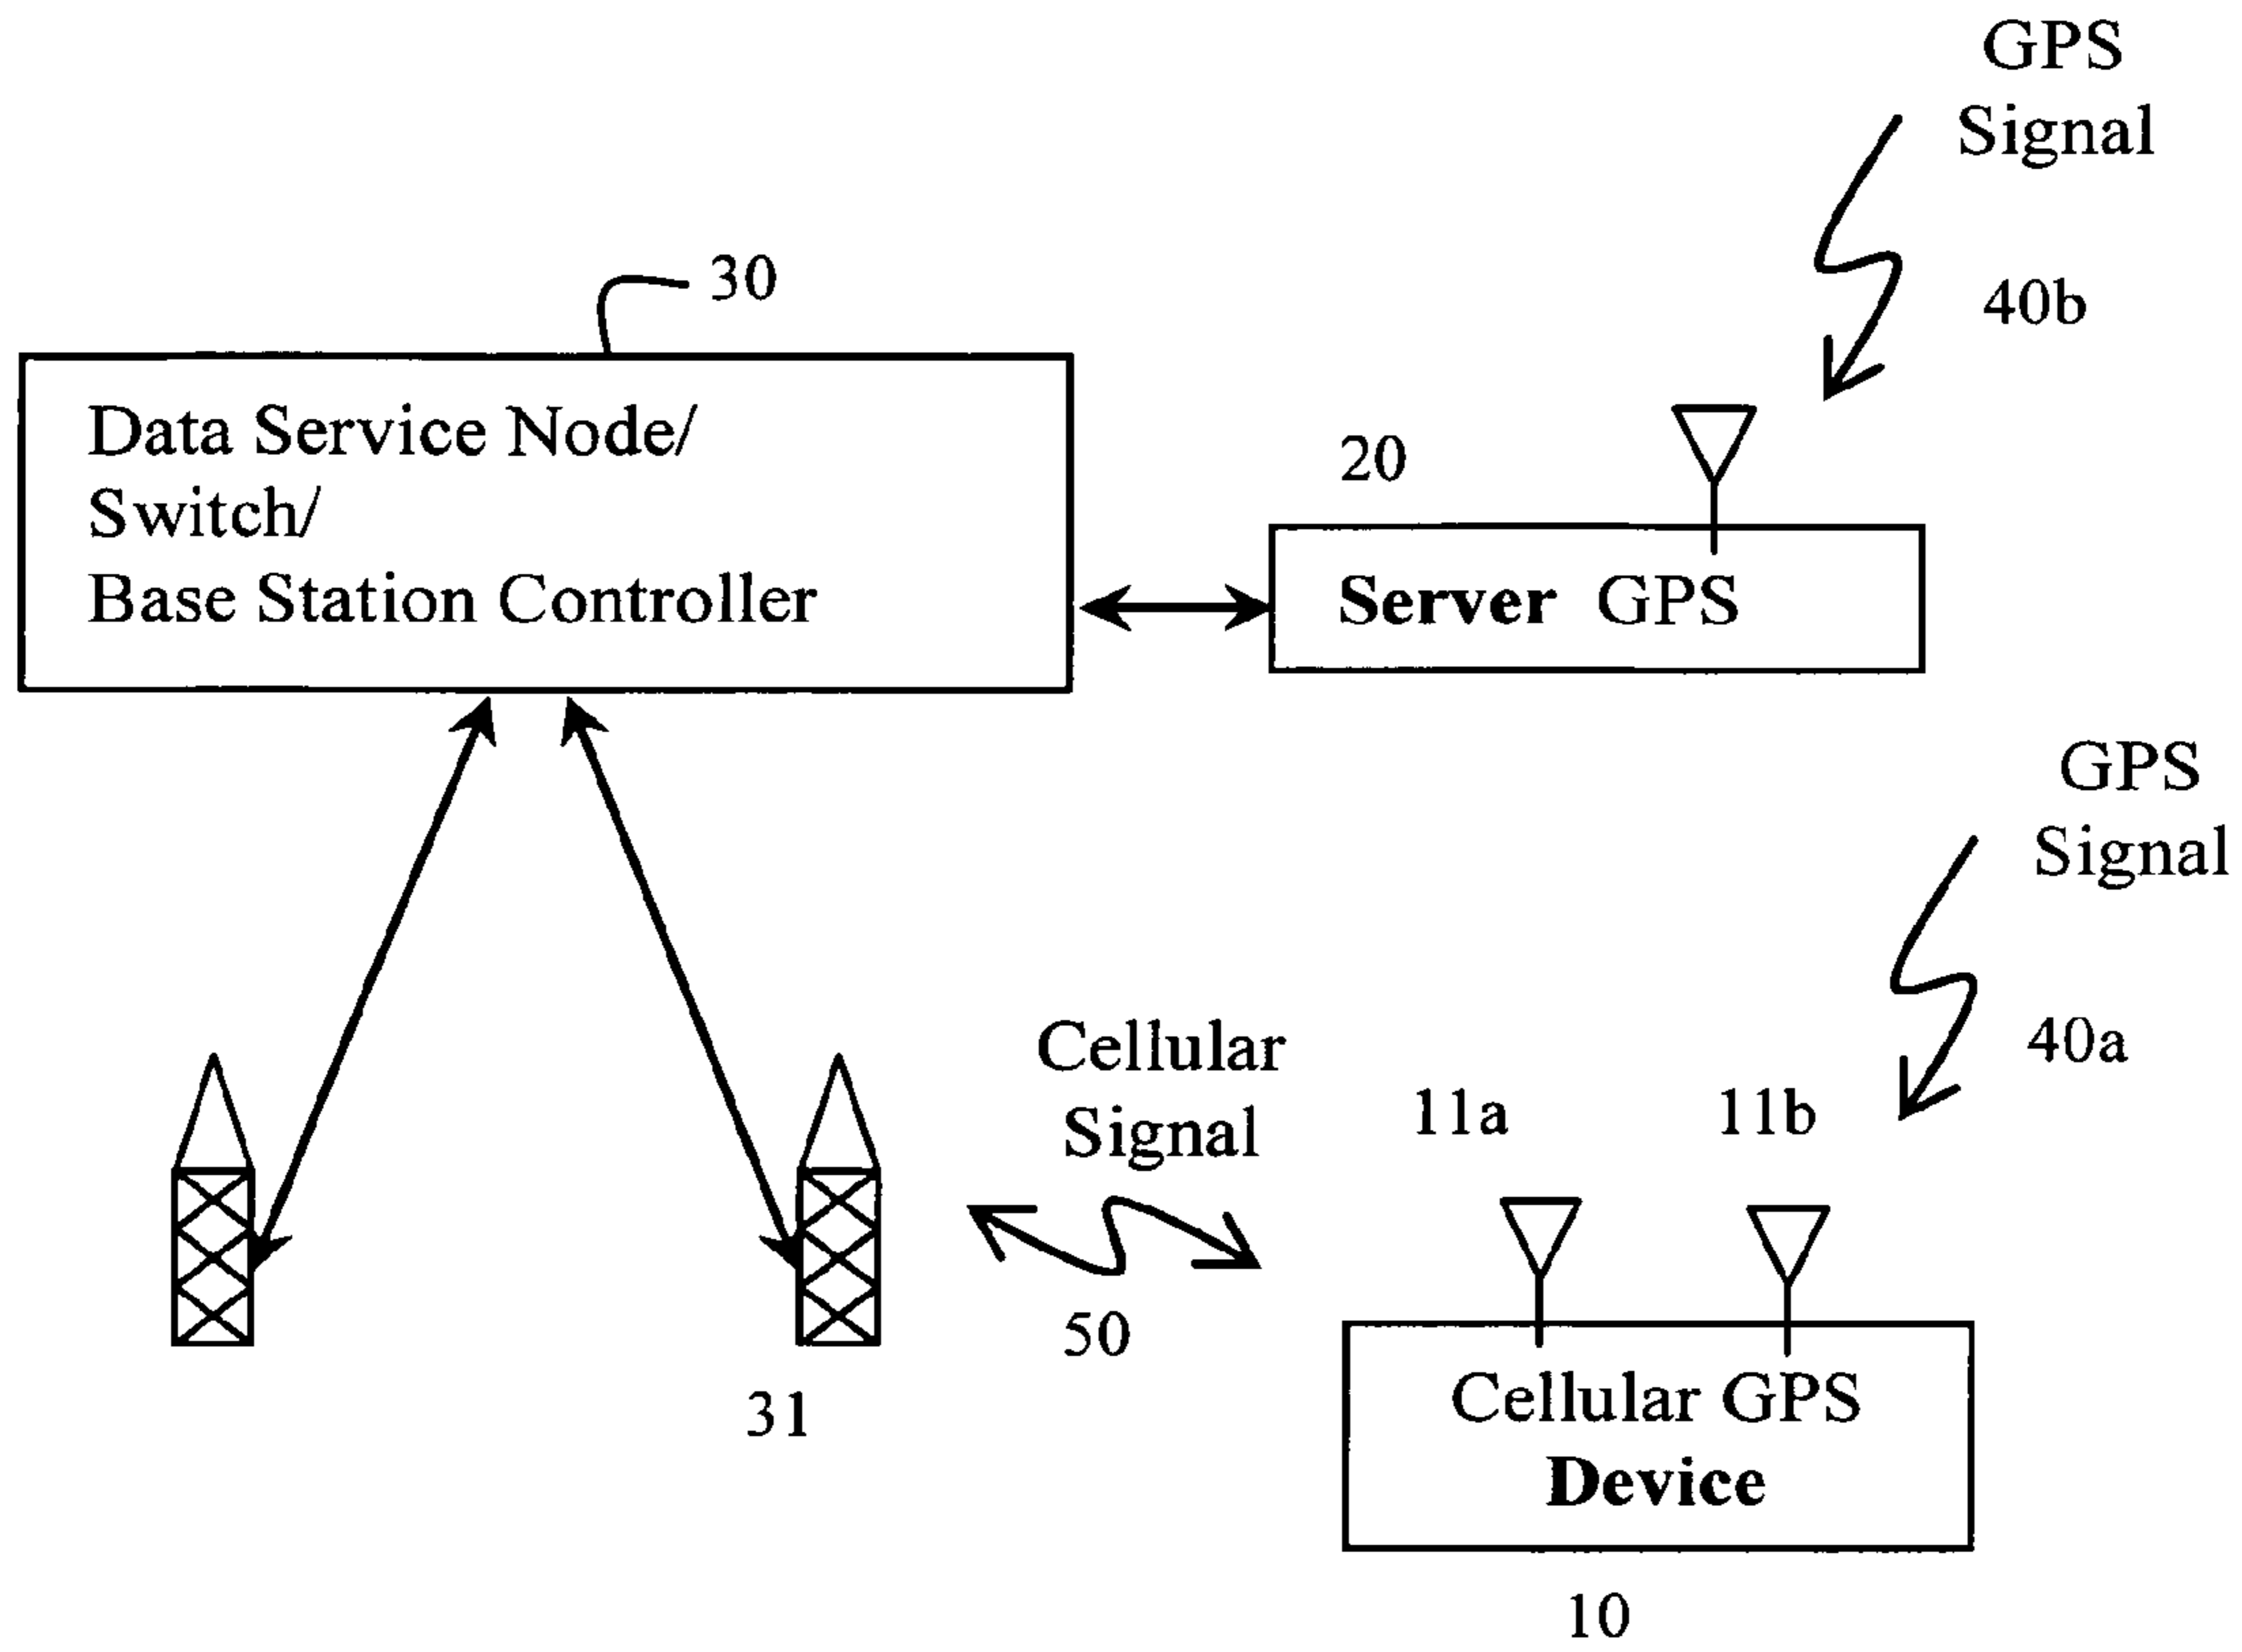 GPS
Signal
30
40b
Data Service Node/
Switch/
Base Station Controller
20
Server GPS
GPS
Signal
Cellular
Signal
40a
11a
11b
50
31
Cellular GPS
Device
10